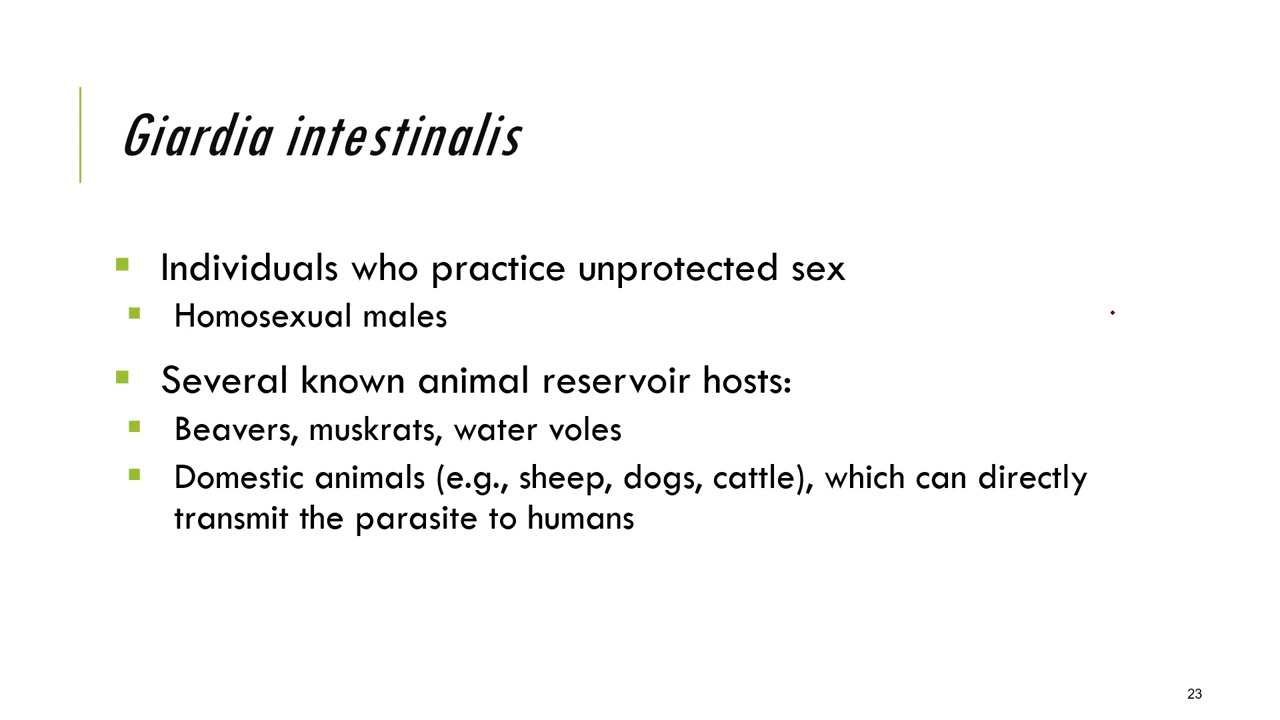 Giardia intestinalis
Individuals who practice unprotected sex
Homosexual males
Several known animal reservoir hosts:
Beavers, muskrats, water voles
Domestic animals (e.g., sheep, dogs, cattle), which can directly
transmit the parasite to humans
23